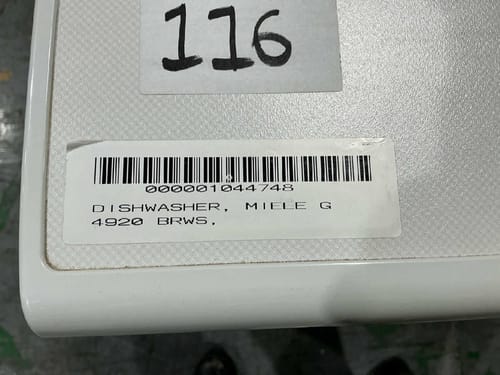 116
000001044748
DISHWASHER, MIELE G
4920 BRWS,